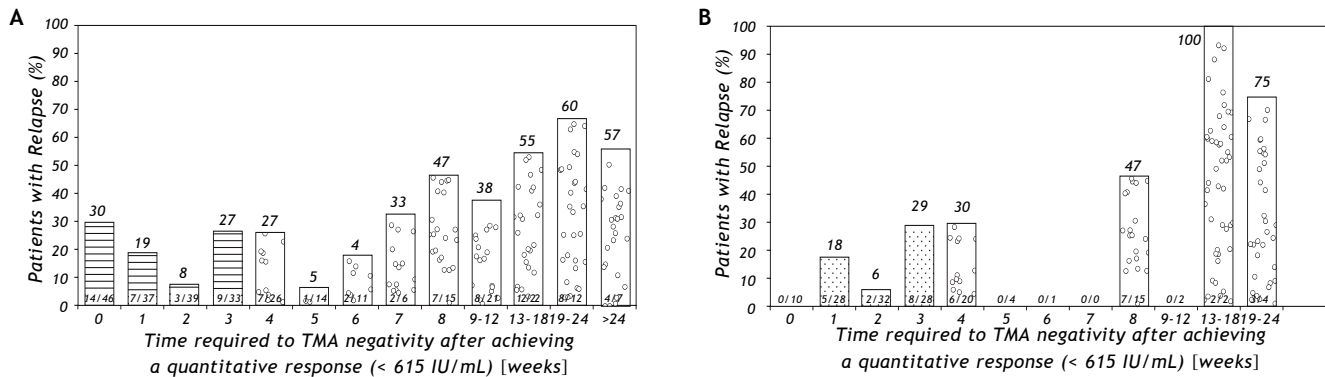 A
Patients with Relapse (%)
100
90
80
70
60
50
40
30
20
10
0
30 19 8 27 27 5 4 33 47 38 55 60 57
14/46 7/37 3/39 9/33 7/26 1/14 2/11 2/6 7/15 8/21 8/12 4/7
0 1 2 3 4 5 6 7 8 9-12 13-18 19-24 >24
Time required to TMA negativity after achieving
a quantitative response (< 615 IU/mL) [weeks]
B
Patients with Relapse (%)
100
90
80
70
60
50
40
30
20
10
0
18 6 29 30 47 100 75
0/10 5/28 2/32 8/28 6/20 0/4 0/1 0/0 7/15 0/2 2/2 3/4
0 1 2 3 4 5 6 7 8 9-12 13-18 19-24
Time required to TMA negativity after achieving
a quantitative response (< 615 IU/mL) [weeks]